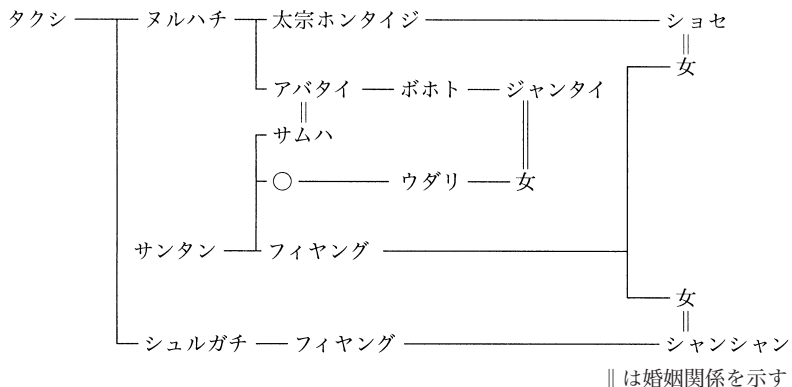 タクシ ヌルハチ 太宗ホンタイジ ショセ
女
アバタイ ボホト ジャンタイ
サムハ
○ ウダリ 女
サンタン フィヤング
女
シュルガチ フィヤング シャンシャン
‖は婚姻関係を示す